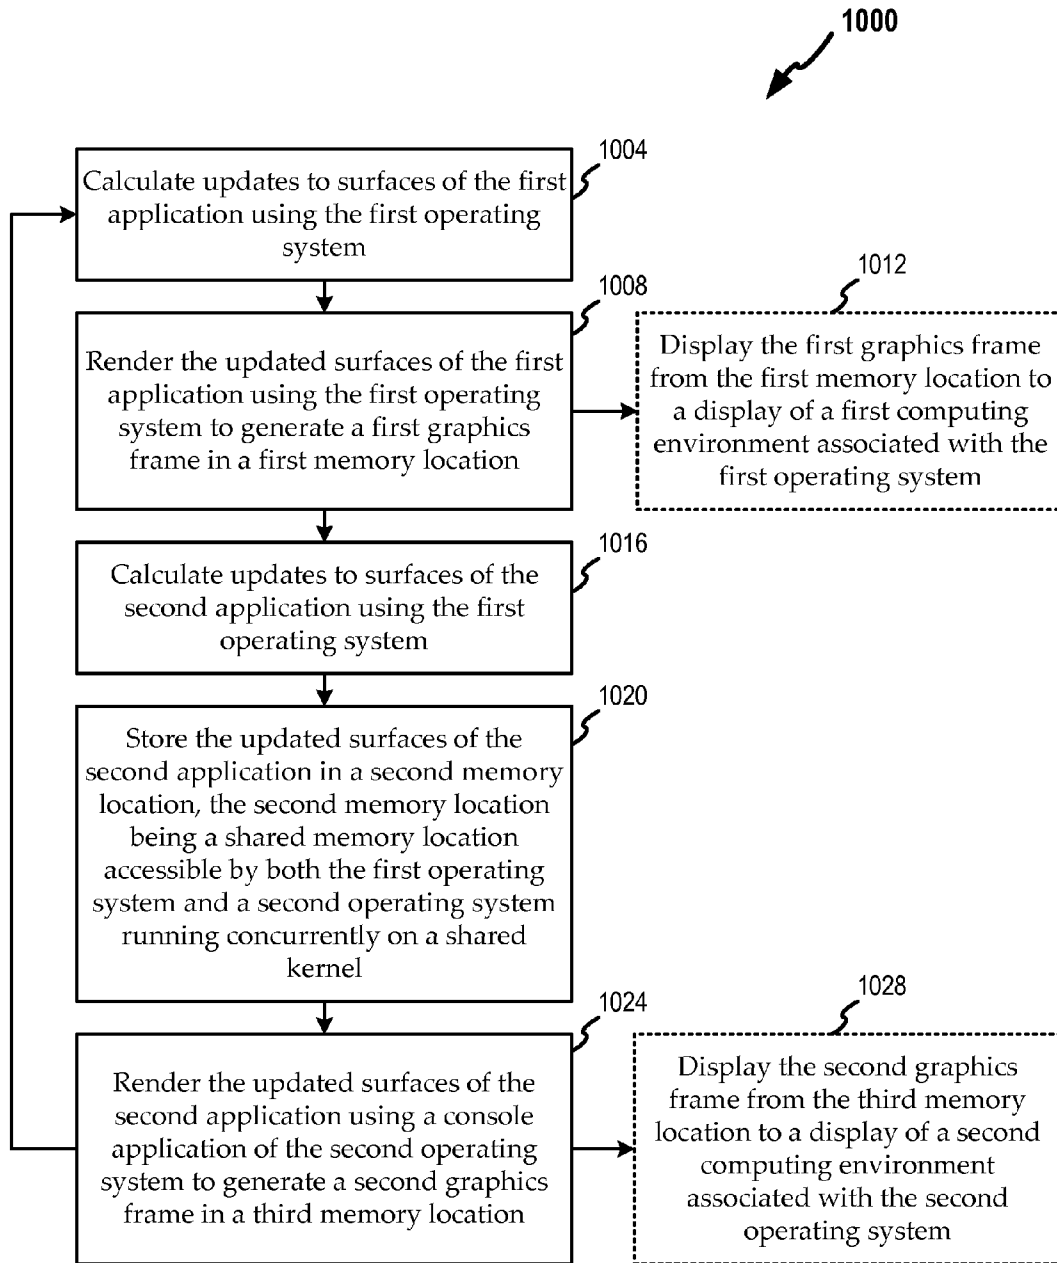 1000
1004
Calculate updates to surfaces of the first
application using the first operating
system
1008
Render the updated surfaces of the first
application using the first operating
system to generate a first graphics
frame in a first memory location
1012
Display the first graphics frame
from the first memory location to
a display of a first computing
environment associated with the
first operating system
1016
Calculate updates to surfaces of the
second application using the first
operating system
1020
Store the updated surfaces of the
second application in a second memory
location, the second memory location
being a shared memory location
accessible by both the first operating
system and a second operating system
running concurrently on a shared
kernel
1024
Render the updated surfaces of the
second application using a console
application of the second operating
system to generate a second graphics
frame in a third memory location
1028
Display the second graphics
frame from the third memory
location to a display of a second
computing environment
associated with the second
operating system